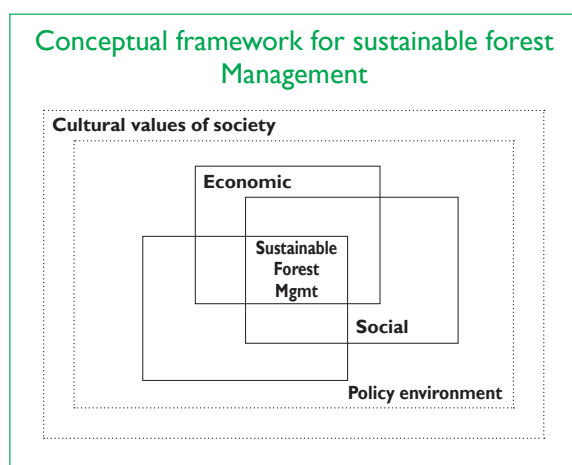 Conceptual framework for sustainable forest
Management
Cultural values of society
Economic
Sustainable
Forest
Mgmt
Social
Policy environment